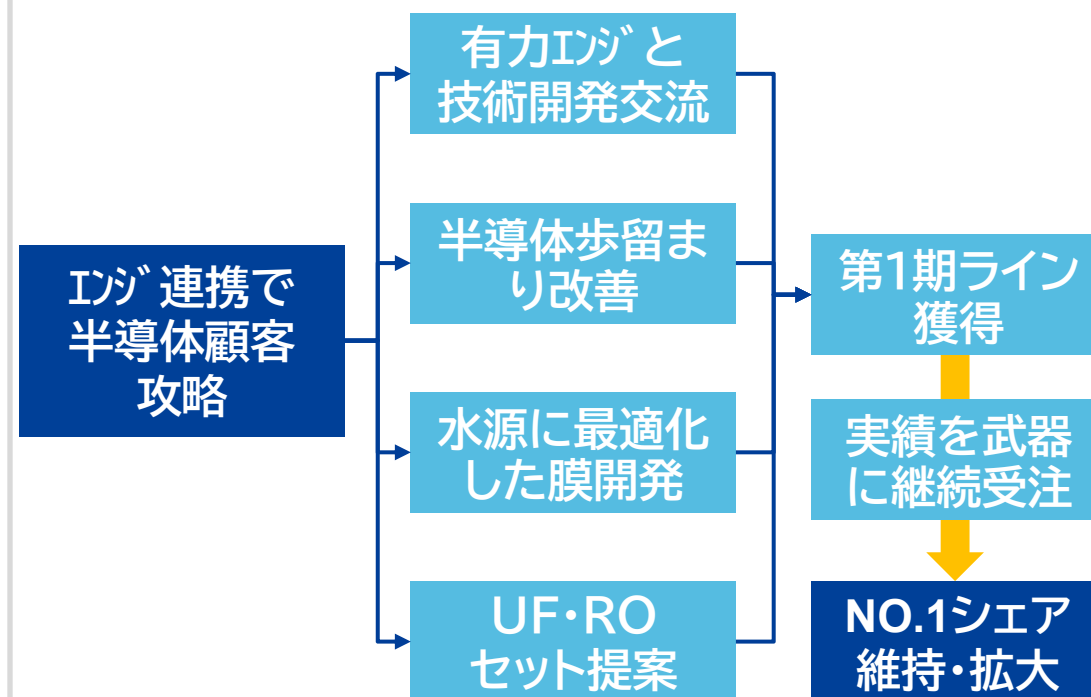 有力ｴﾝｼﾞと
技術開発交流
半導体歩留ま
り改善
ｴﾝｼﾞ連携で
半導体顧客
攻略
水源に最適化
した膜開発
UF・RO
セット提案
第1期ライン
獲得
実績を武器
に継続受注
NO.1シェア
維持・拡大